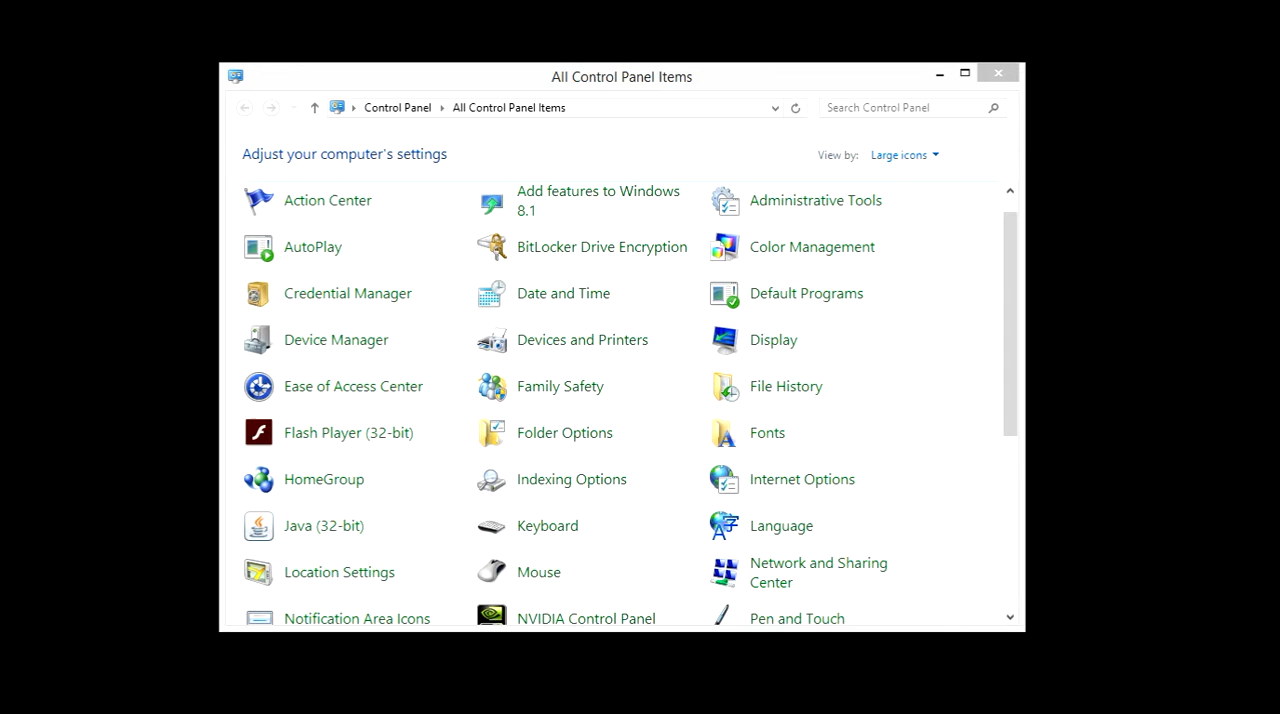 All Control Panel Items
Control Panel All Control Panel Items
Search Control Panel
Adjust your computer's settings
View by: Large icons
Action Center
Add features to Windows
8.1
Administrative Tools
AutoPlay
BitLocker Drive Encryption
Color Management
Credential Manager
Date and Time
Default Programs
Device Manager
Devices and Printers
Display
Ease of Access Center
Family Safety
File History
Flash Player (32-bit)
Folder Options
Fonts
HomeGroup
Indexing Options
Internet Options
Java (32-bit)
Keyboard
Language
Location Settings
Mouse
Network and Sharing
Center
Notification Area Icons
NVIDIA Control Panel
Pen and Touch